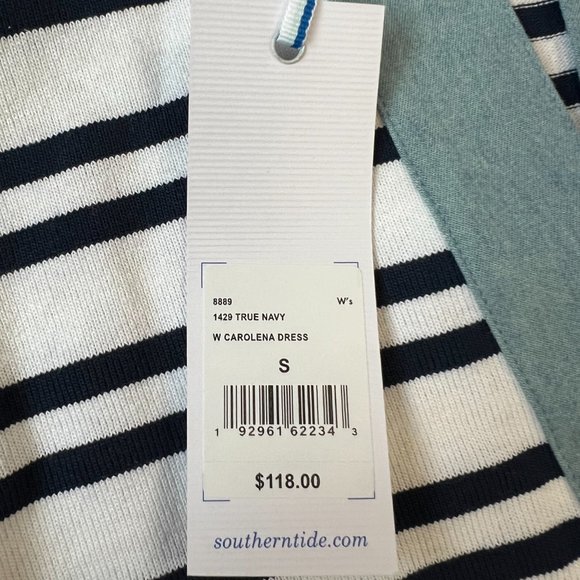 8889 W's
1429 TRUE NAVY
W CAROLENA DRESS
S
1 92961 62234 3
$118.00
southerntide.com